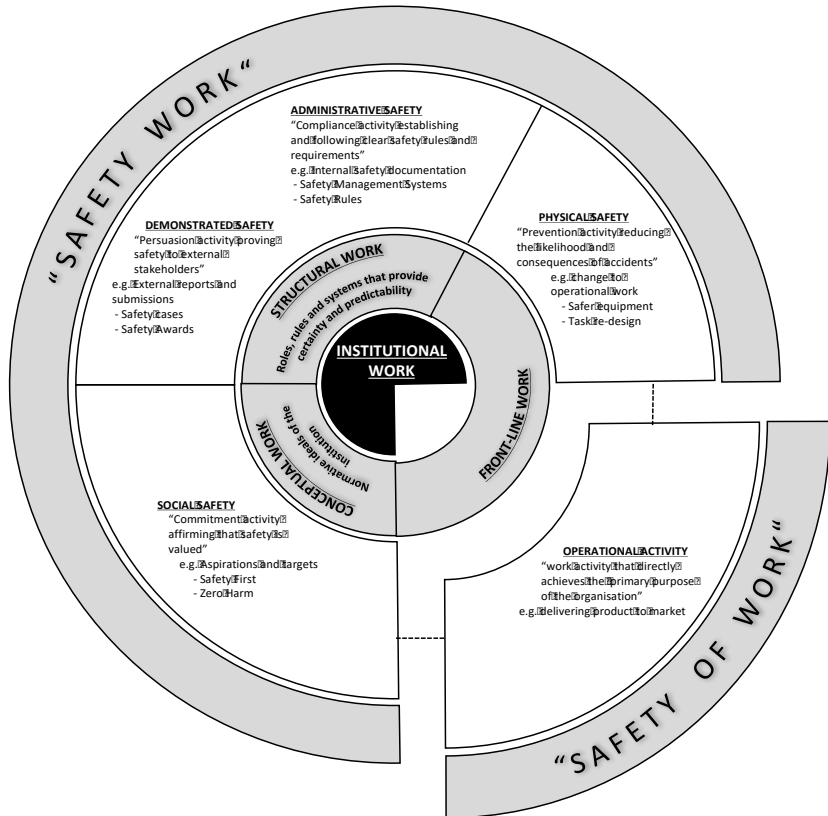 "SAFETY WORK"
ADMINISTRATIVE SAFETY
"Compliance activity establishing
and following clear safety rules and
requirements"
e.g. Internal safety documentation
- Safety Management Systems
- Safety Rules
DEMONSTRATED SAFETY
"Persuasion activity proving
safety to external
stakeholders"
e.g. External reports and
submissions
- Safety cases
- Safety Awards
PHYSICAL SAFETY
"Prevention activity reducing
the likelihood and
consequences of accidents"
e.g. change to
operational work
- Safer equipment
- Task re-design
STRUCTURAL WORK
Roles, rules and systems that provide
certainty and predictability
INSTITUTIONAL
WORK
Normative ideals of the
institution
CONCEPTUAL WORK
FRONT-LINE WORK
SOCIAL SAFETY
"Commitment activity
affirming that safety is
valued"
e.g. Aspirations and targets
- Safety First
- Zero Harm
OPERATIONAL ACTIVITY
"work activity that directly
achieves the primary purpose
of the organisation"
e.g. delivering product to market
"SAFETY OF WORK"